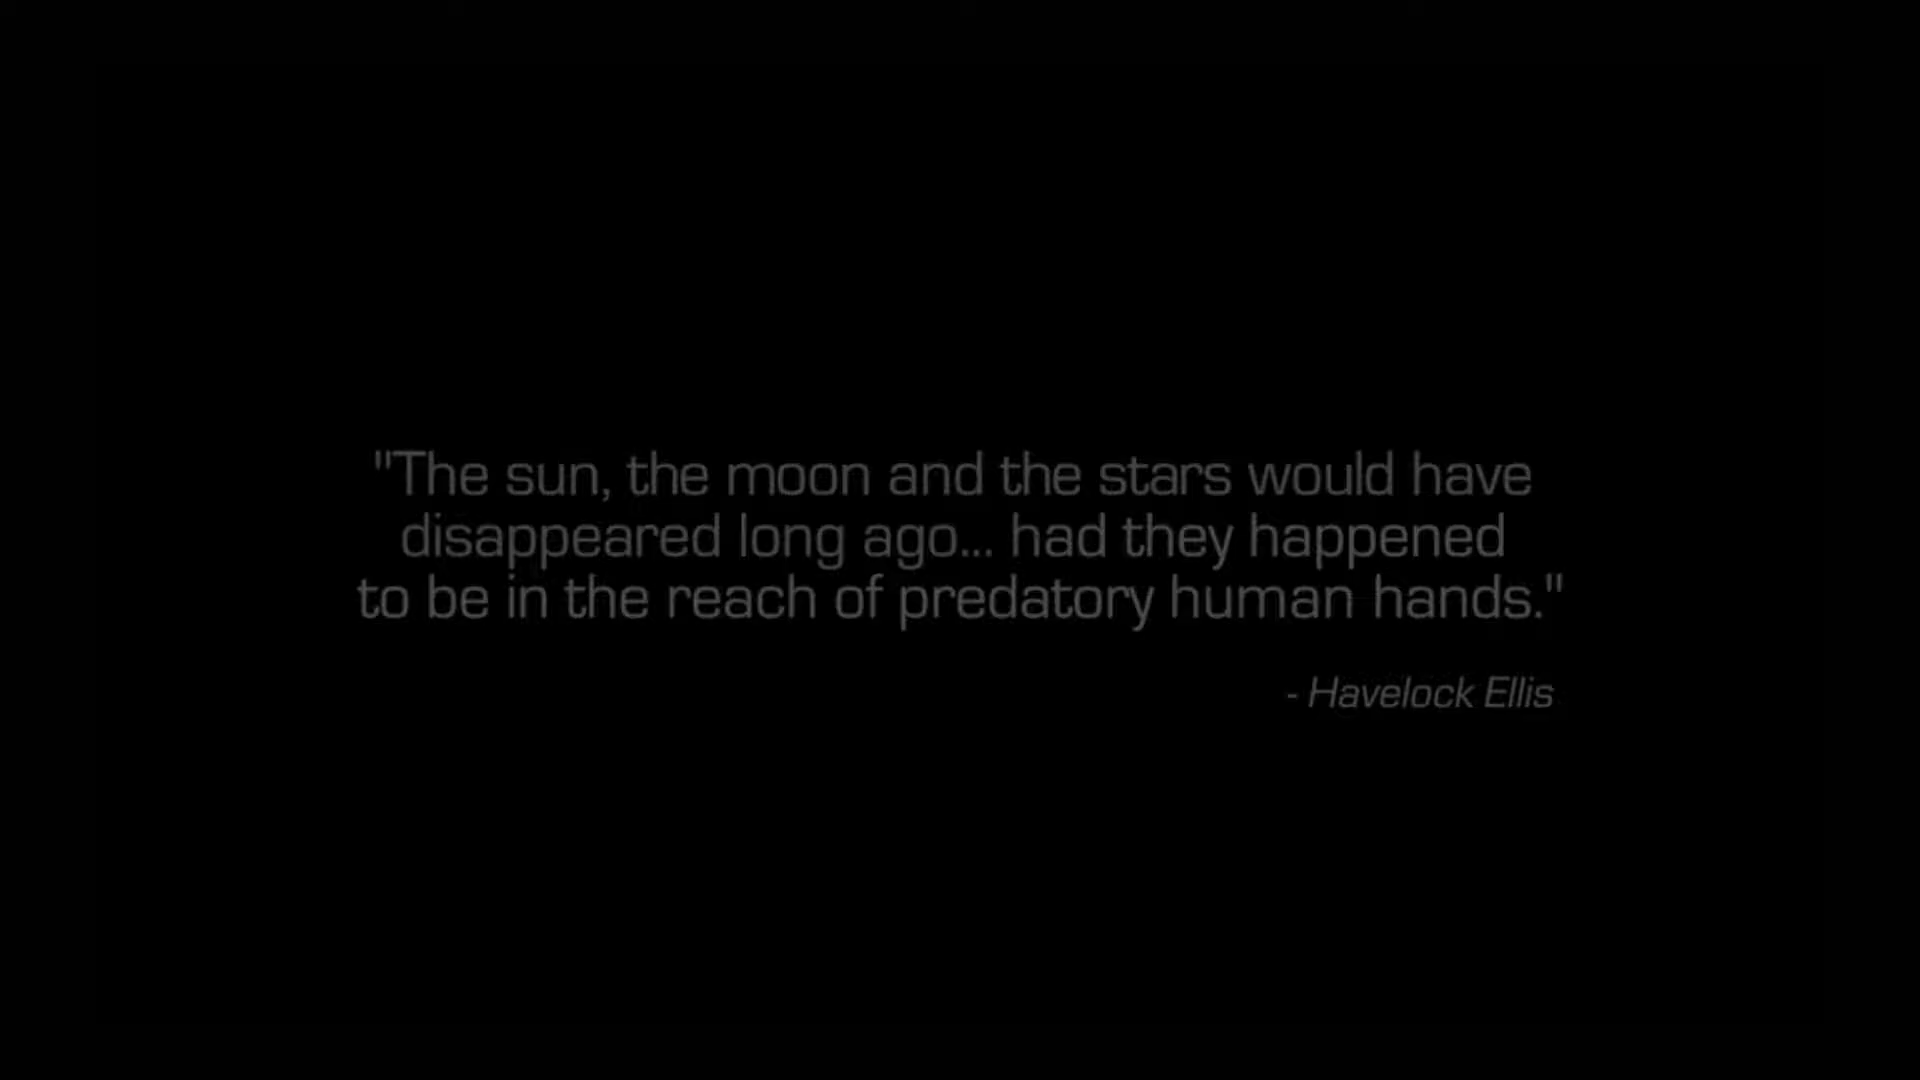 "The sun, the moon and the stars would have
disappeared long ago... had they happened
to be in the reach of predatory human hands."
- Havelock Ellis